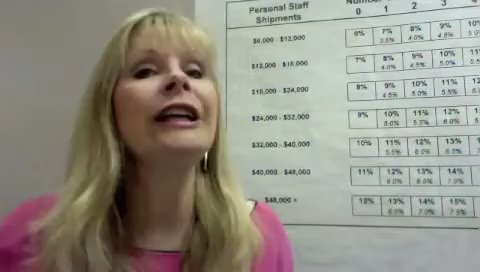 Personal Staff
Shipments
0 1 2 3 4
$6,000 - $12,000 6% 7% 8% 9% 10%
3.5% 4.0% 4.5%
$12,000 - $18,000 7% 8% 9% 10%
4.0% 4.5% 5.0%
$18,000 - $24,000 8% 9% 10% 11%
4.5% 5.0% 5.5%
$24,000 - $32,000 9% 10% 11% 12%
5.0% 5.5% 6.0%
$32,000 - $40,000 10% 11% 12% 13%
5.5% 6.0% 6.5%
$40,000 - $48,000 11% 12% 13% 14%
6.0% 6.5% 7.0%
$48,000 + 12% 13% 14% 15%
6.5% 7.0% 7.5%